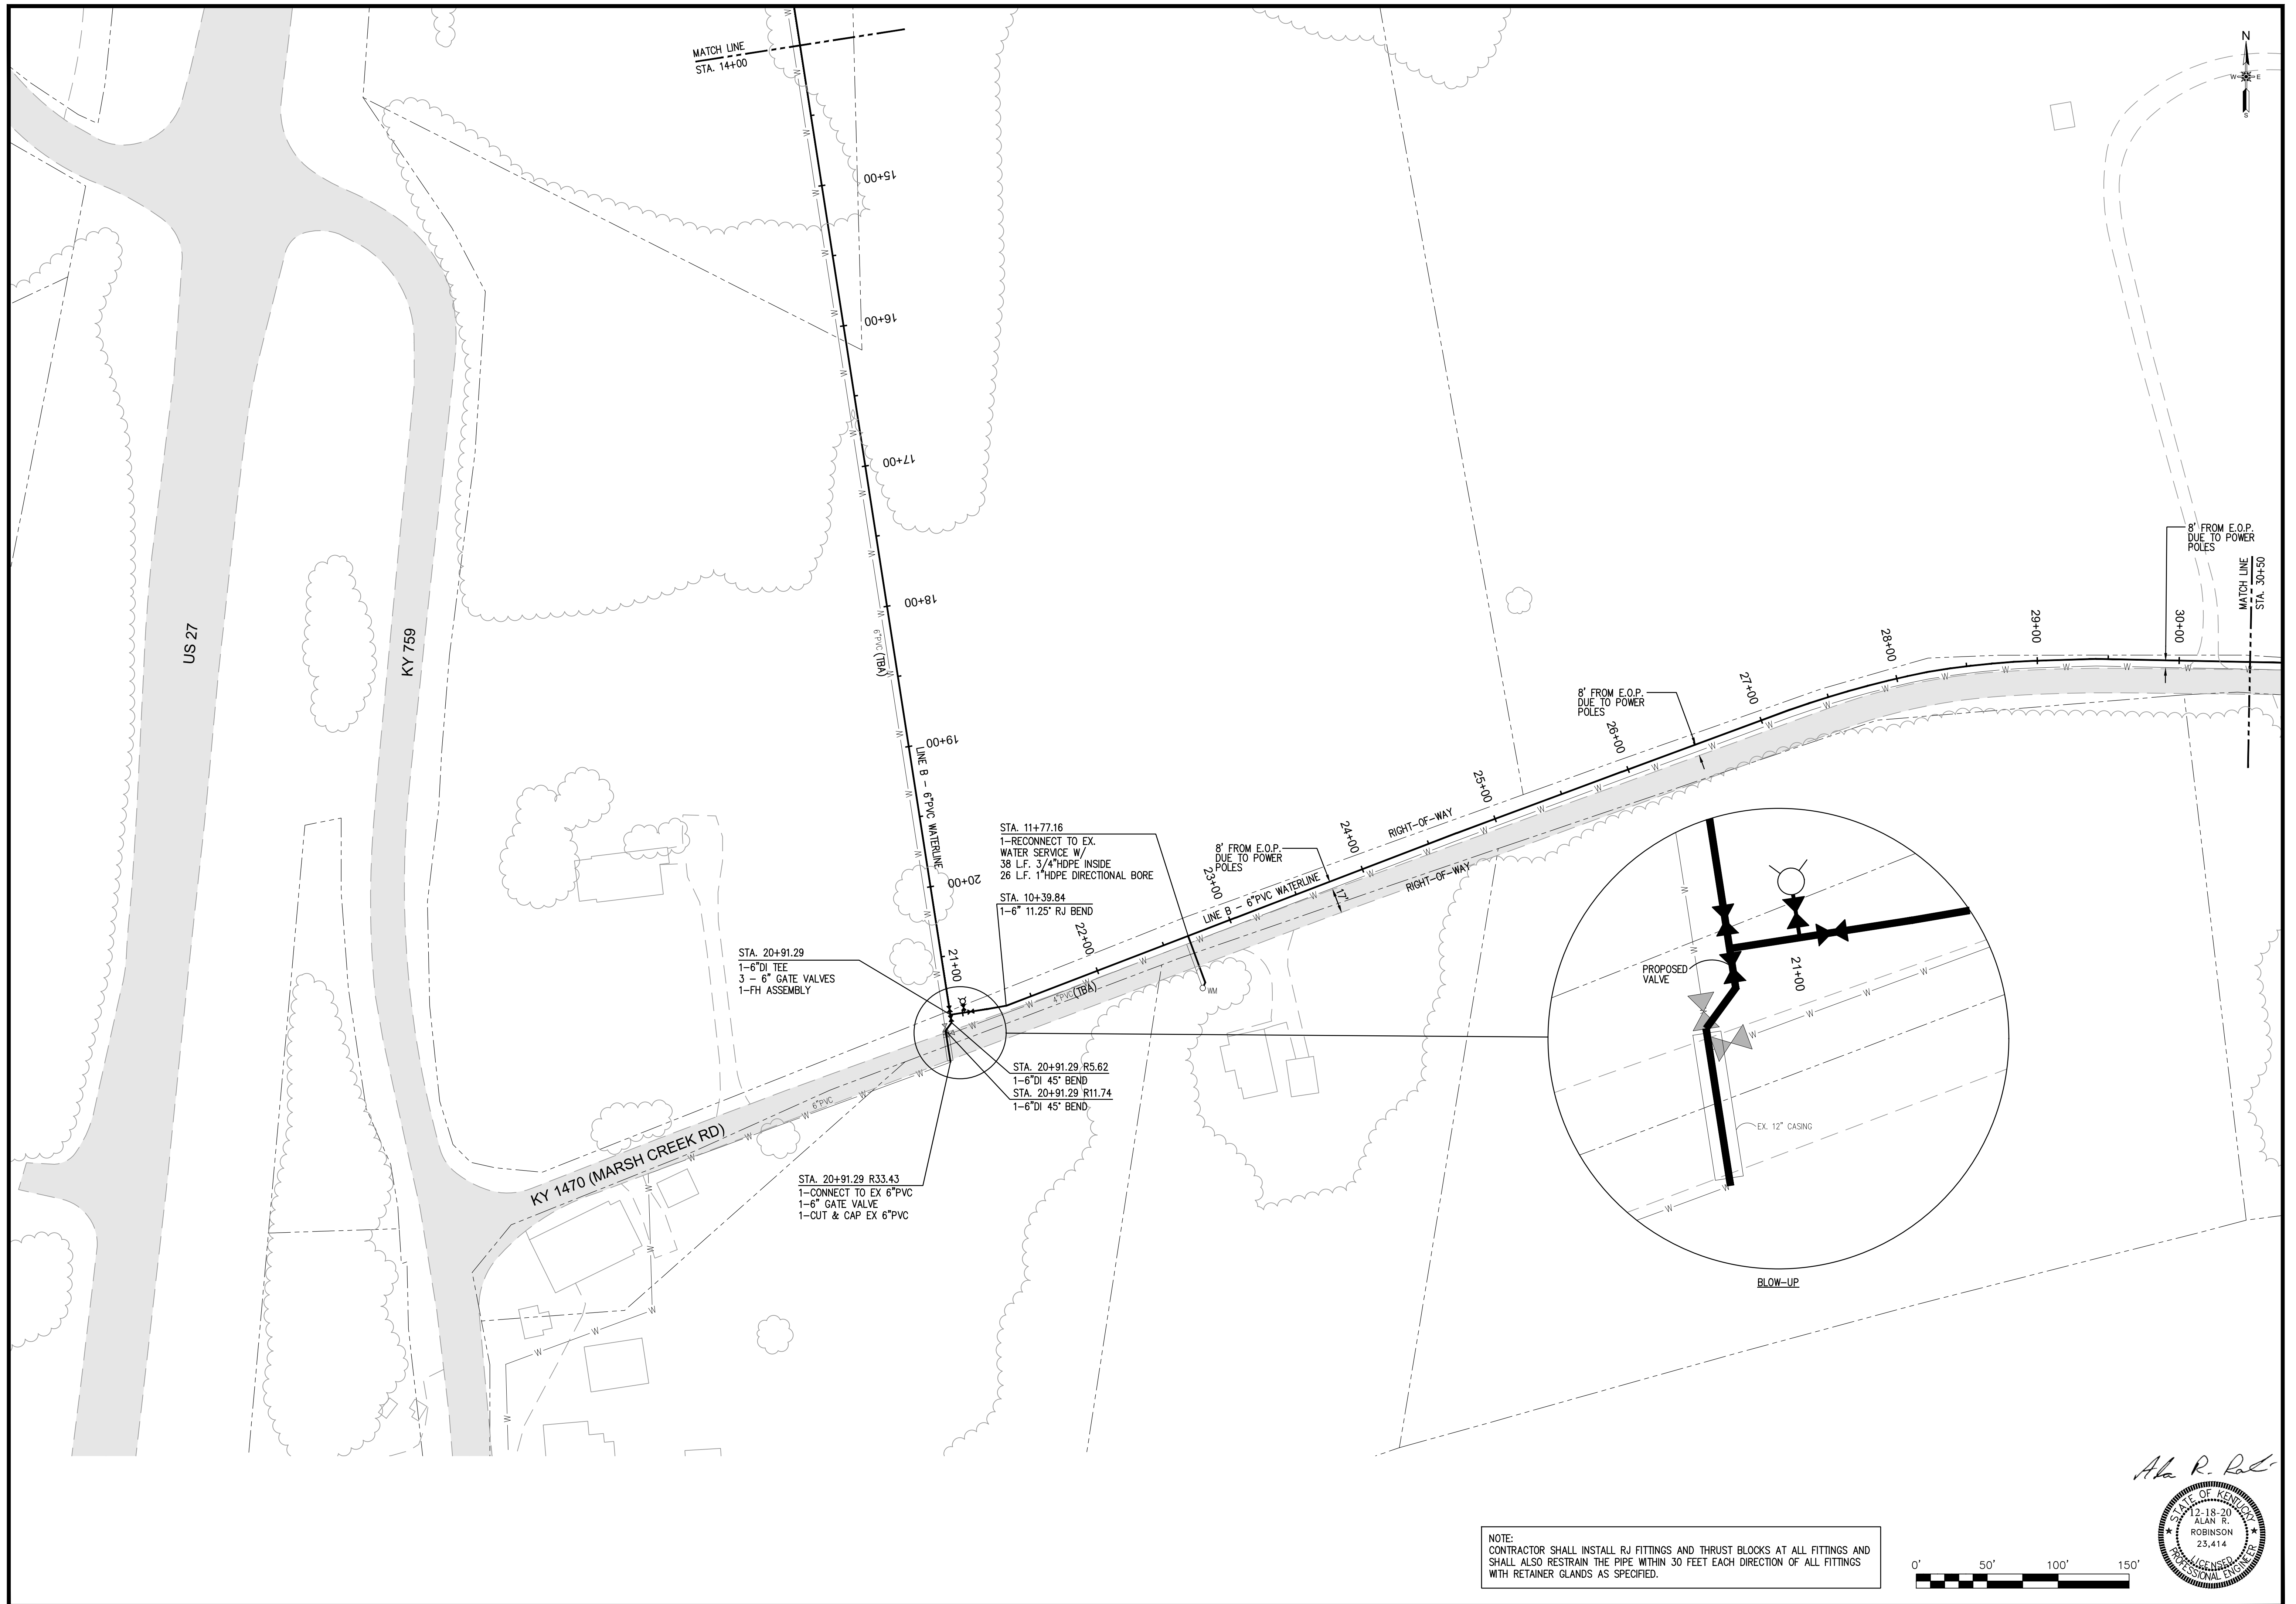 MATCH LINE
STA. 14+00
N
W
E
S
15+00
16+00
17+00
18+00
6"PVC (TBA)
19+00
LINE B - 6"PVC WATERLINE
20+00
21+00
US 27
KY 759
KY 1470 (MARSH CREEK RD)
6"PVC
STA. 20+91.29
1-6"DI TEE
3 - 6" GATE VALVES
1-FH ASSEMBLY
STA. 11+77.16
1-RECONNECT TO EX.
WATER SERVICE W/
38 L.F. 3/4"HDPE INSIDE
26 L.F. 1"HDPE DIRECTIONAL BORE
STA. 10+39.84
1-6" 11.25° RJ BEND
STA. 20+91.29 R5.62
1-6"DI 45° BEND
STA. 20+91.29 R11.74
1-6"DI 45° BEND
STA. 20+91.29 R33.43
1-CONNECT TO EX 6"PVC
1-6" GATE VALVE
1-CUT & CAP EX 6"PVC
4"PVC (TBA)
WM
22+00
23+00
8' FROM E.O.P.
DUE TO POWER
POLES
LINE B - 6"PVC WATERLINE
17'
24+00
RIGHT-OF-WAY
RIGHT-OF-WAY
25+00
26+00
8' FROM E.O.P.
DUE TO POWER
POLES
27+00
28+00
29+00
30+00
8' FROM E.O.P.
DUE TO POWER
POLES
MATCH LINE
STA. 30+50
PROPOSED
VALVE
21+00
W
W
W
W
W
W
EX. 12" CASING
BLOW-UP
NOTE:
CONTRACTOR SHALL INSTALL RJ FITTINGS AND THRUST BLOCKS AT ALL FITTINGS AND
SHALL ALSO RESTRAIN THE PIPE WITHIN 30 FEET EACH DIRECTION OF ALL FITTINGS
WITH RETAINER GLANDS AS SPECIFIED.
0' 50' 100' 150'
STATE OF KENTUCKY
12-18-20
ALAN R.
ROBINSON
23,414
LICENSED
PROFESSIONAL ENGINEER